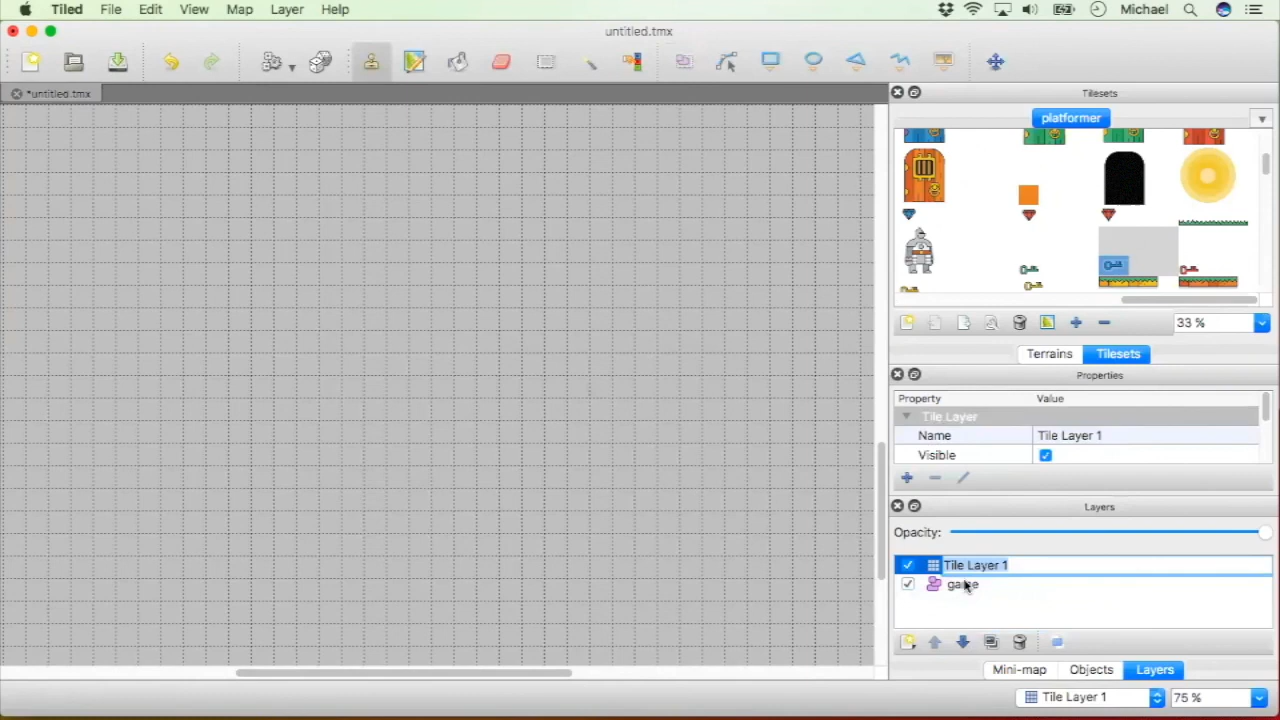 Tiled File Edit View Map Layer Help Michael
untitled.tmx
*untitled.tmx
Tilesets
platformer
33 %
Terrains Tilesets
Properties
Property Value
Tile Layer
Name Tile Layer 1
Visible
Layers
Opacity:
Tile Layer 1
game
Mini-map Objects Layers
Tile Layer 1 75 %